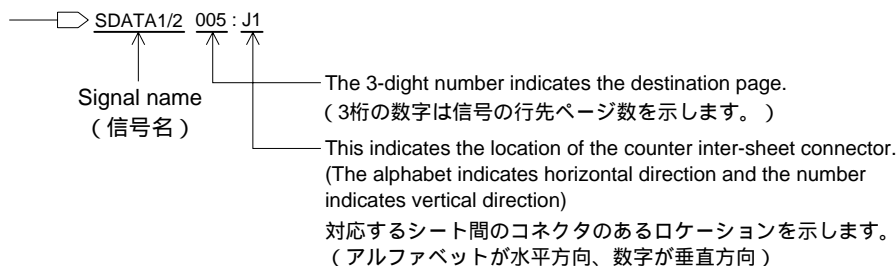 SDATA1/2 005 : J1
The 3-dight number indicates the destination page.
Signal name
( 3桁の数字は信号の行先ページ数を示します。 )
( 信号名 )
This indicates the location of the counter inter-sheet connector.
(The alphabet indicates horizontal direction and the number
indicates vertical direction)
対応するシート間のコネクタのあるロケーションを示します。
( アルファベットが水平方向、数字が垂直方向 )